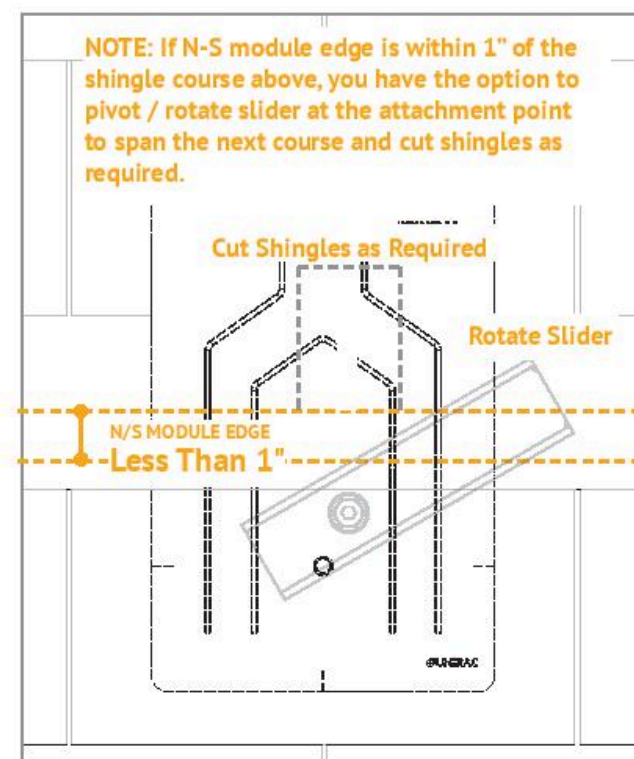 NOTE: If N-S module edge is within 1" of the
shingle course above, you have the option to
pivot / rotate slider at the attachment point
to span the next course and cut shingles as
required.
Cut Shingles as Required
Rotate Slider
N/S MODULE EDGE
Less Than 1"
UNIRAC